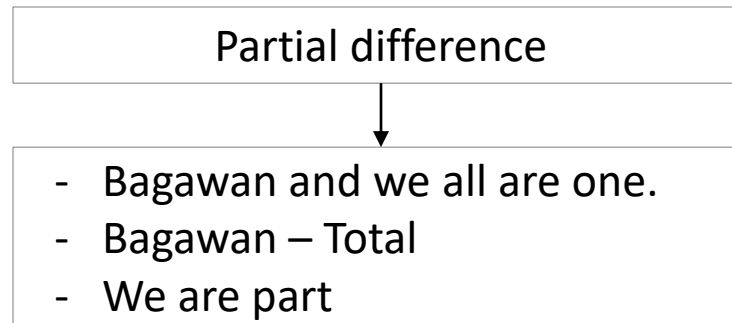 Partial difference
- Bagawan and we all are one.
- Bagawan – Total
- We are part